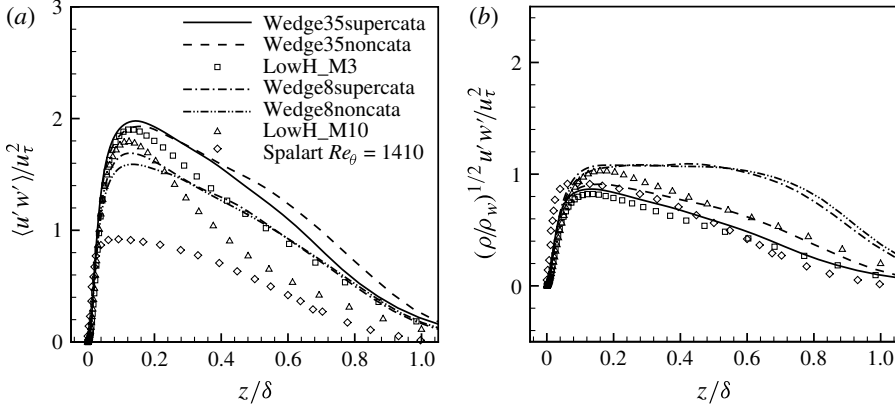 (a)
3
2
1
0
⟨u′w′⟩/u²τ
0 0.2 0.4 0.6 0.8 1.0
z/δ
Wedge35supercata
Wedge35noncata
LowH_M3
Wedge8supercata
Wedge8noncata
LowH_M10
Spalart Reθ = 1410
(b)
2
1
0
(ρ/ρw)^1/2 u′w′/u²τ
0 0.2 0.4 0.6 0.8 1.0
z/δ